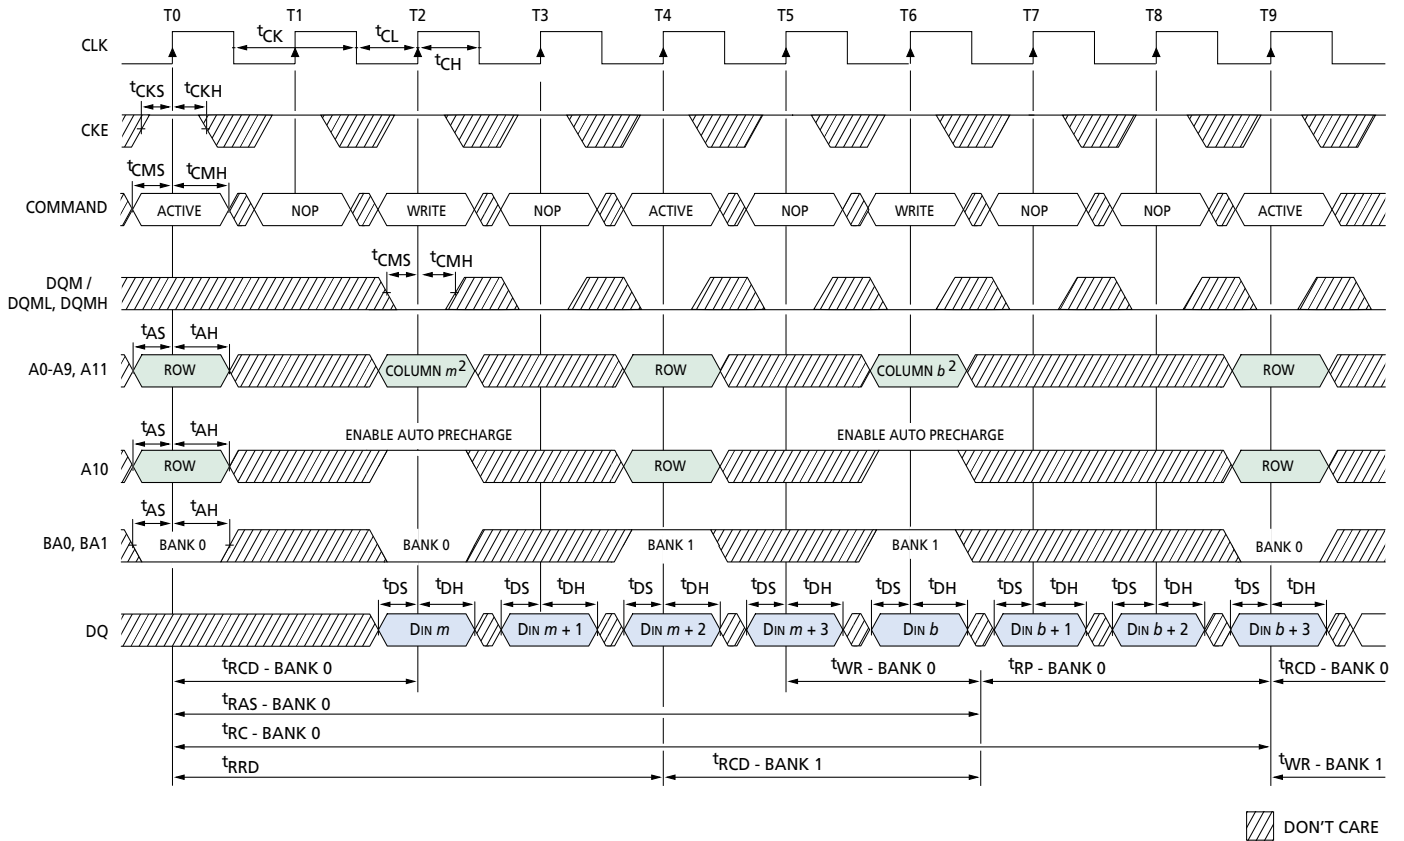 T0 T1 T2 T3 T4 T5 T6 T7 T8 T9
CLK tCK tCL tCH
tCKS tCKH
CKE
tCMS tCMH
COMMAND ACTIVE NOP WRITE NOP ACTIVE NOP WRITE NOP NOP ACTIVE
tCMS tCMH
DQM /
DQML, DQMH
tAS tAH
A0-A9, A11 ROW COLUMN m2 ROW COLUMN b 2 ROW
tAS tAH ENABLE AUTO PRECHARGE ENABLE AUTO PRECHARGE
A10 ROW ROW ROW
tAS tAH
BA0, BA1 BANK 0 BANK 0 BANK 1 BANK 1 BANK 0
tDS tDH tDS tDH tDS tDH tDS tDH tDS tDH tDS tDH tDS tDH tDS tDH
DQ DIN m DIN m + 1 DIN m + 2 DIN m + 3 DIN b DIN b + 1 DIN b + 2 DIN b + 3
tRCD - BANK 0 tWR - BANK 0 tRP - BANK 0 tRCD - BANK 0
tRAS - BANK 0
tRC - BANK 0
tRRD tRCD - BANK 1 tWR - BANK 1
DON'T CARE